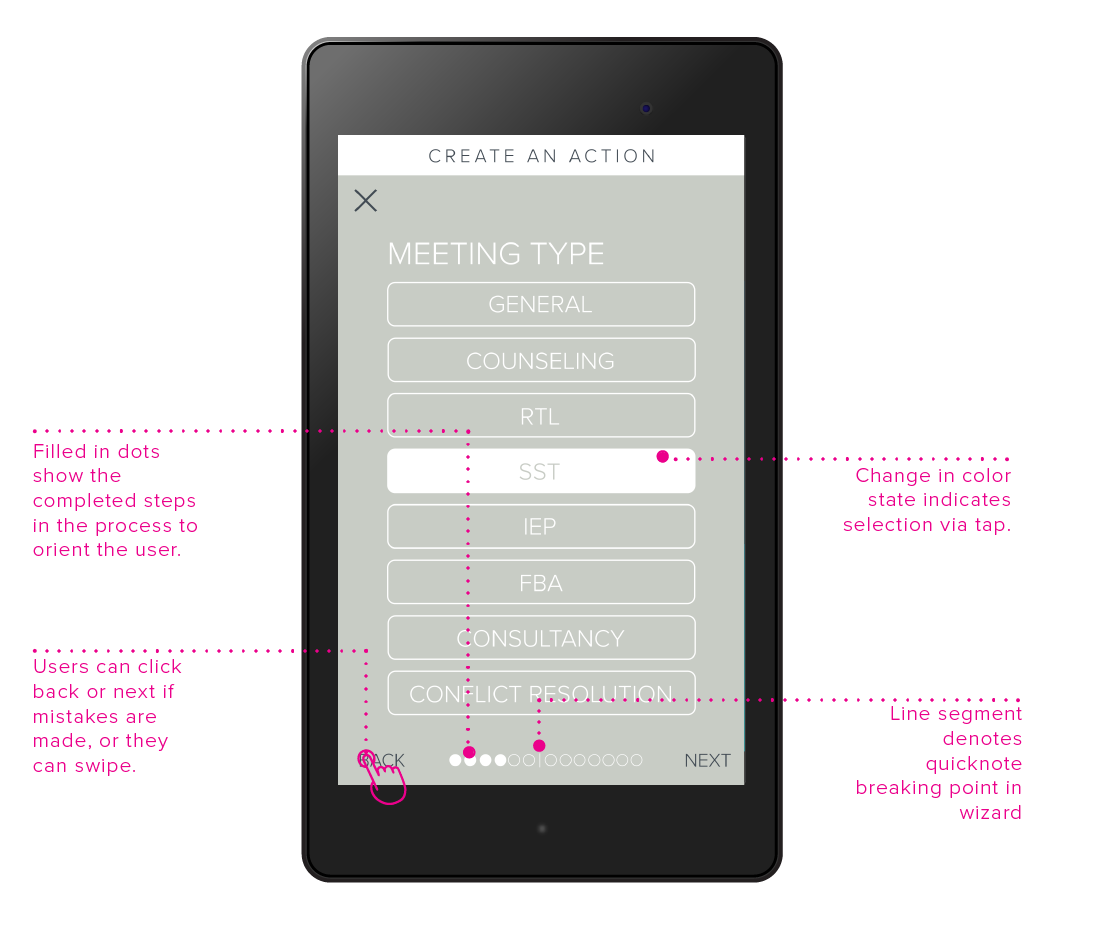 CREATE AN ACTION
MEETING TYPE
GENERAL
COUNSELING
RTL
SST
IEP
FBA
CONSULTANCY
CONFLICT RESOLUTION
BACK
NEXT
Filled in dots
show the
completed steps
in the process to
orient the user.
Users can click
back or next if
mistakes are
made, or they
can swipe.
Change in color
state indicates
selection via tap.
Line segment
denotes
quicknote
breaking point in
wizard